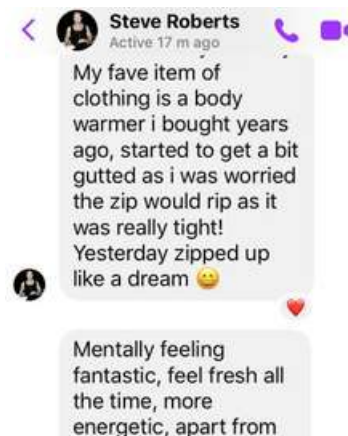 Steve Roberts
Active 17 m ago
My fave item of
clothing is a body
warmer i bought years
ago, started to get a bit
gutted as i was worried
the zip would rip as it
was really tight!
Yesterday zipped up
like a dream 😀
Mentally feeling
fantastic, feel fresh all
the time, more
energetic, apart from